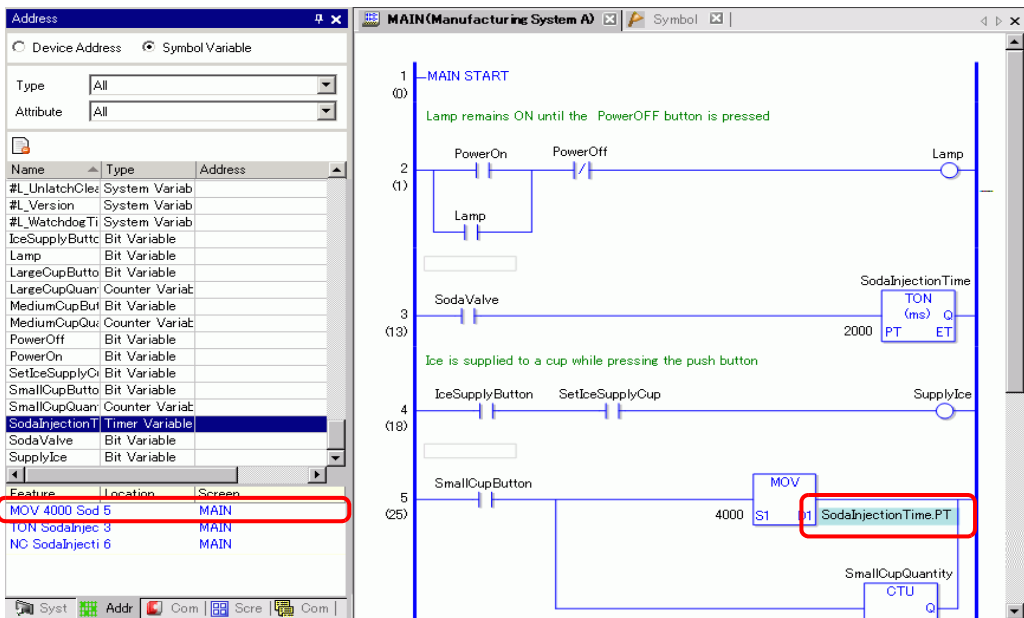 Address
Device Address Symbol Variable
Type All
Attribute All
Name Type Address
#L_UnlatchClea System Variab
#L_Version System Variab
#L_WatchdogTi System Variab
IceSupplyButtc Bit Variable
Lamp Bit Variable
LargeCupButto Bit Variable
LargeCupQuan Counter Variat
MediumCupBut Bit Variable
MediumCupQua Counter Variat
PowerOff Bit Variable
PowerOn Bit Variable
SetIceSupplyCu Bit Variable
SmallCupButto Bit Variable
SmallCupQuan Counter Variat
SodaInjectionT Timer Variable
SodaValve Bit Variable
SupplyIce Bit Variable
Feature Location Screen
MOV 4000 Sod 5 MAIN
TON SodaInjec 3 MAIN
NC SodaInjecti 6 MAIN
Syst Addr Com Scre Com
MAIN(Manufacturing System A) Symbol
1 MAIN START
(0)
Lamp remains ON until the PowerOFF button is pressed
PowerOn PowerOff Lamp
2
(1)
Lamp
SodaInjectionTime
SodaValve TON
3 (ms) Q
(13) 2000 PT ET
Ice is supplied to a cup while pressing the push button
IceSupplyButton SetIceSupplyCup SupplyIce
4
(18)
SmallCupButton MOV
5
(25) 4000 S1 D1 SodaInjectionTime.PT
SmallCupQuantity
CTU
Q